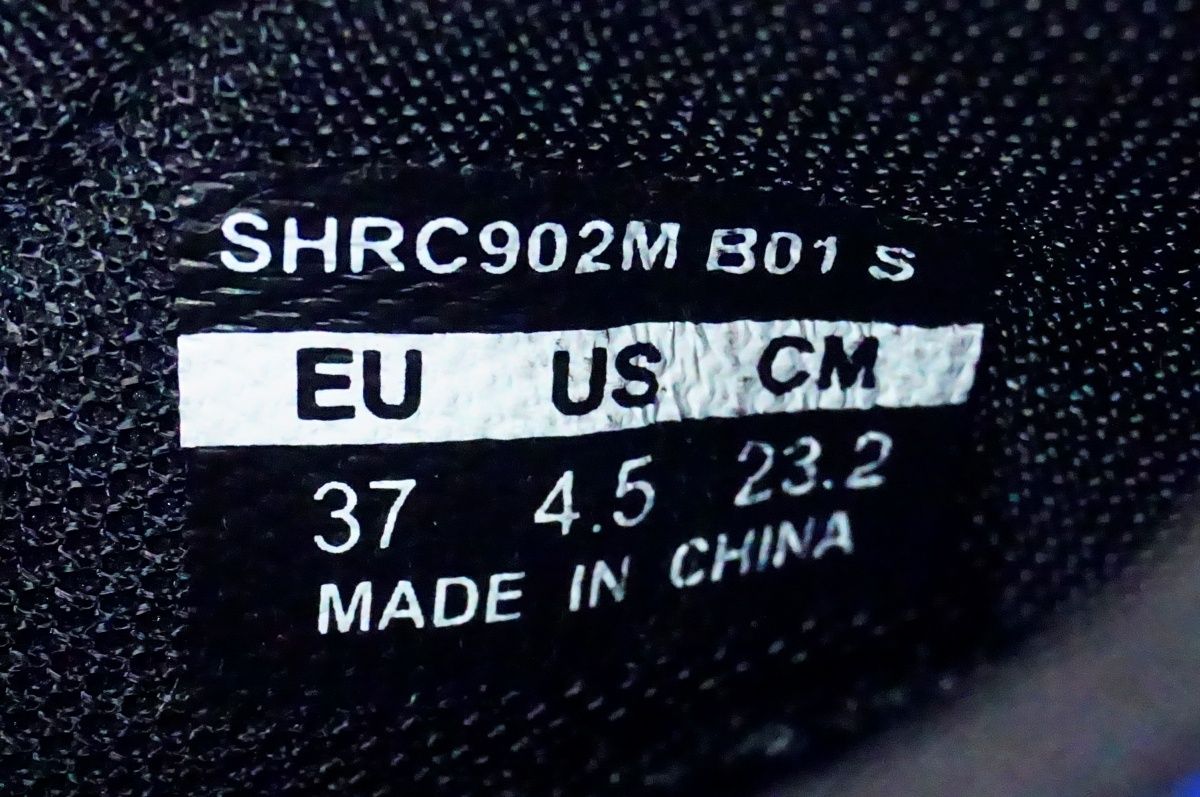 SHRC902M B01 S
EU US CM
37 4.5 23.2
MADE IN CHINA